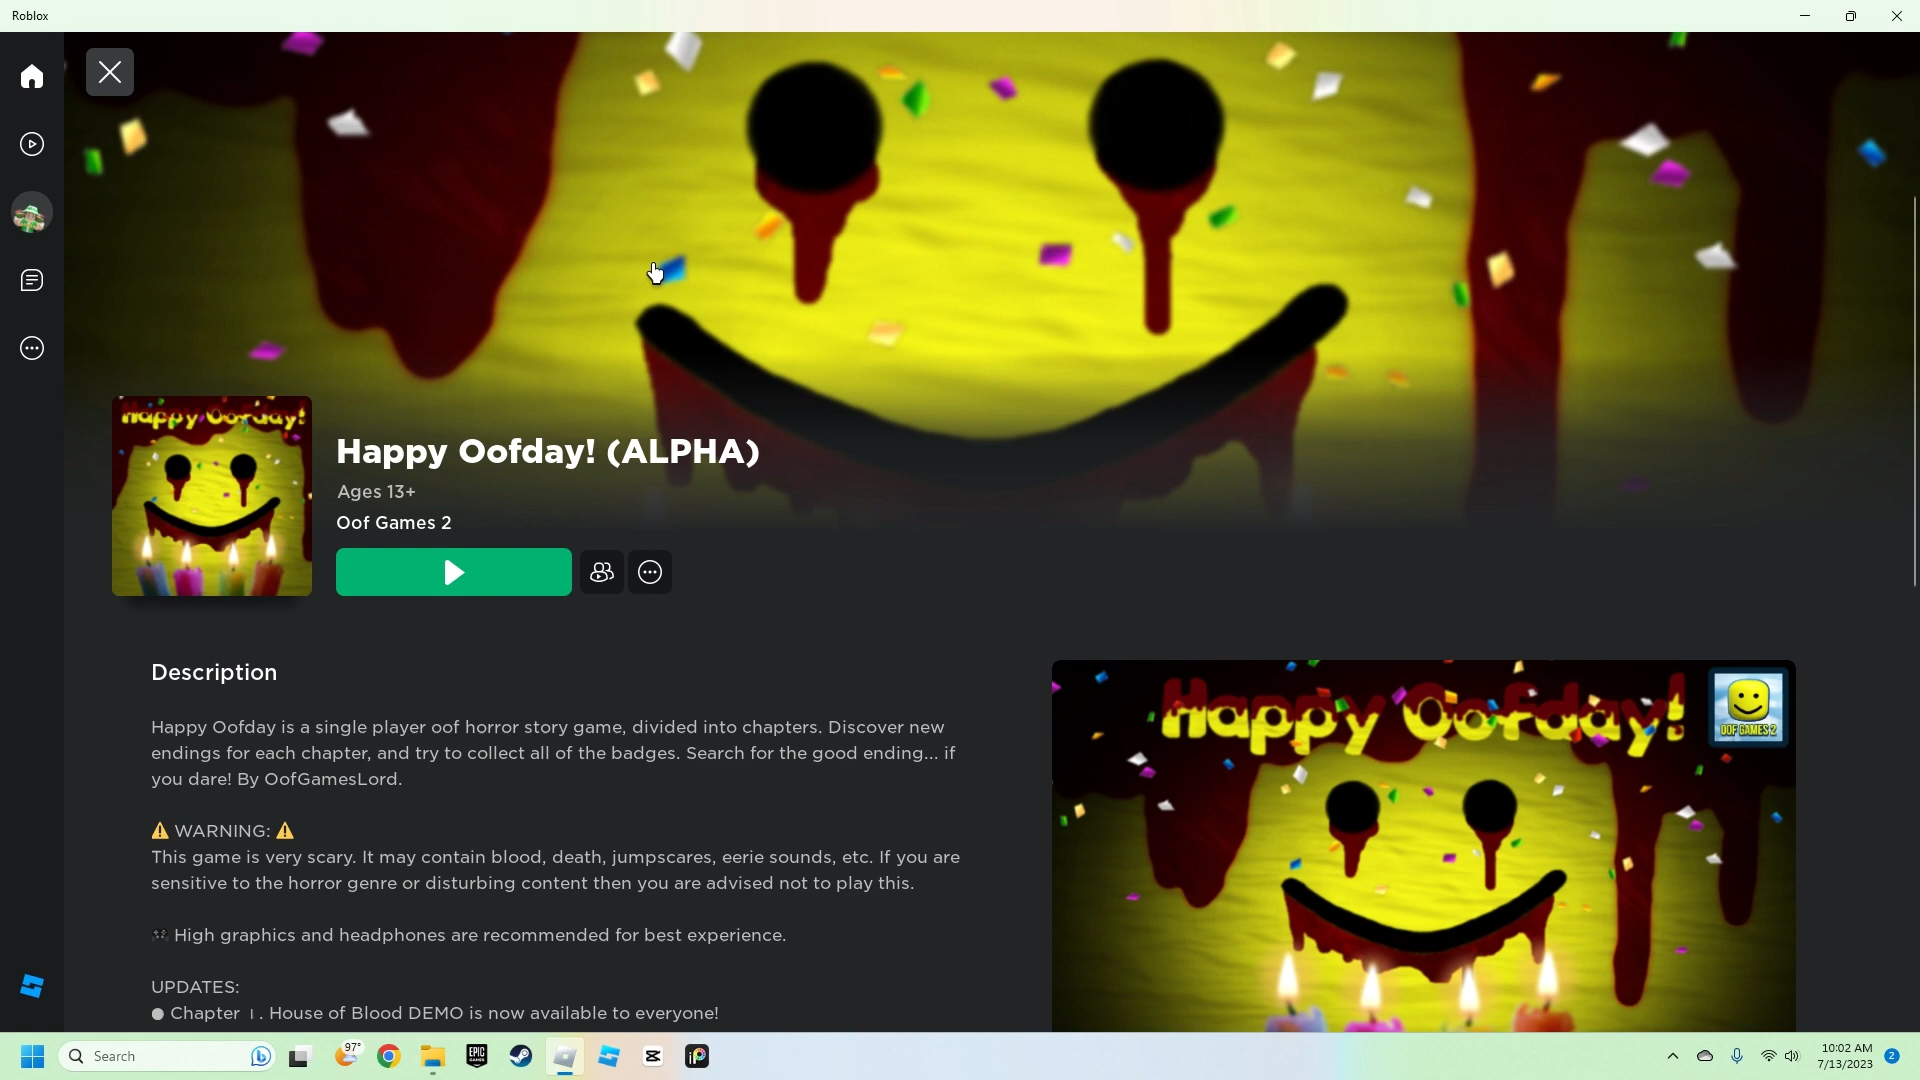 Roblox
Happy Oofday!
Happy Oofday! (ALPHA)
Ages 13+
Oof Games 2
Description
Happy Oofday is a single player oof horror story game, divided into chapters. Discover new
endings for each chapter, and try to collect all of the badges. Search for the good ending... if
you dare! By OofGamesLord.
⚠ WARNING: ⚠
This game is very scary. It may contain blood, death, jumpscares, eerie sounds, etc. If you are
sensitive to the horror genre or disturbing content then you are advised not to play this.
🎮 High graphics and headphones are recommended for best experience.
UPDATES:
● Chapter I. House of Blood DEMO is now available to everyone!
Happy Oofday!
OOF GAMES 2
Search
97°
EPIC
GAMES
iP
10:02 AM
7/13/2023
2